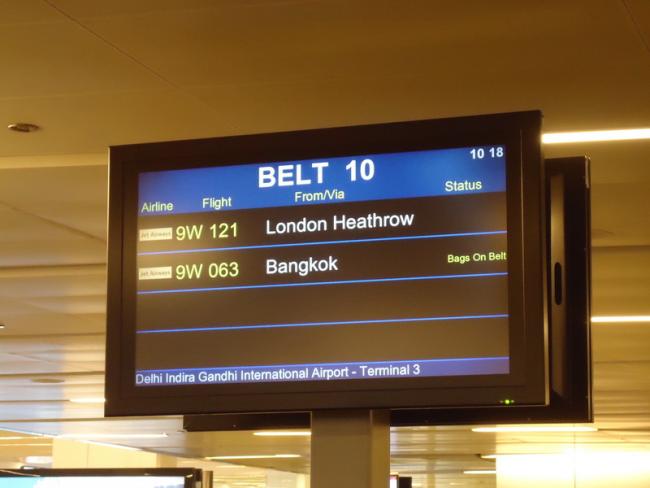 10 18
BELT 10
Airline Flight From/Via Status
Jet Airways 9W 121 London Heathrow
Jet Airways 9W 063 Bangkok Bags On Belt
Delhi Indira Gandhi International Airport - Terminal 3